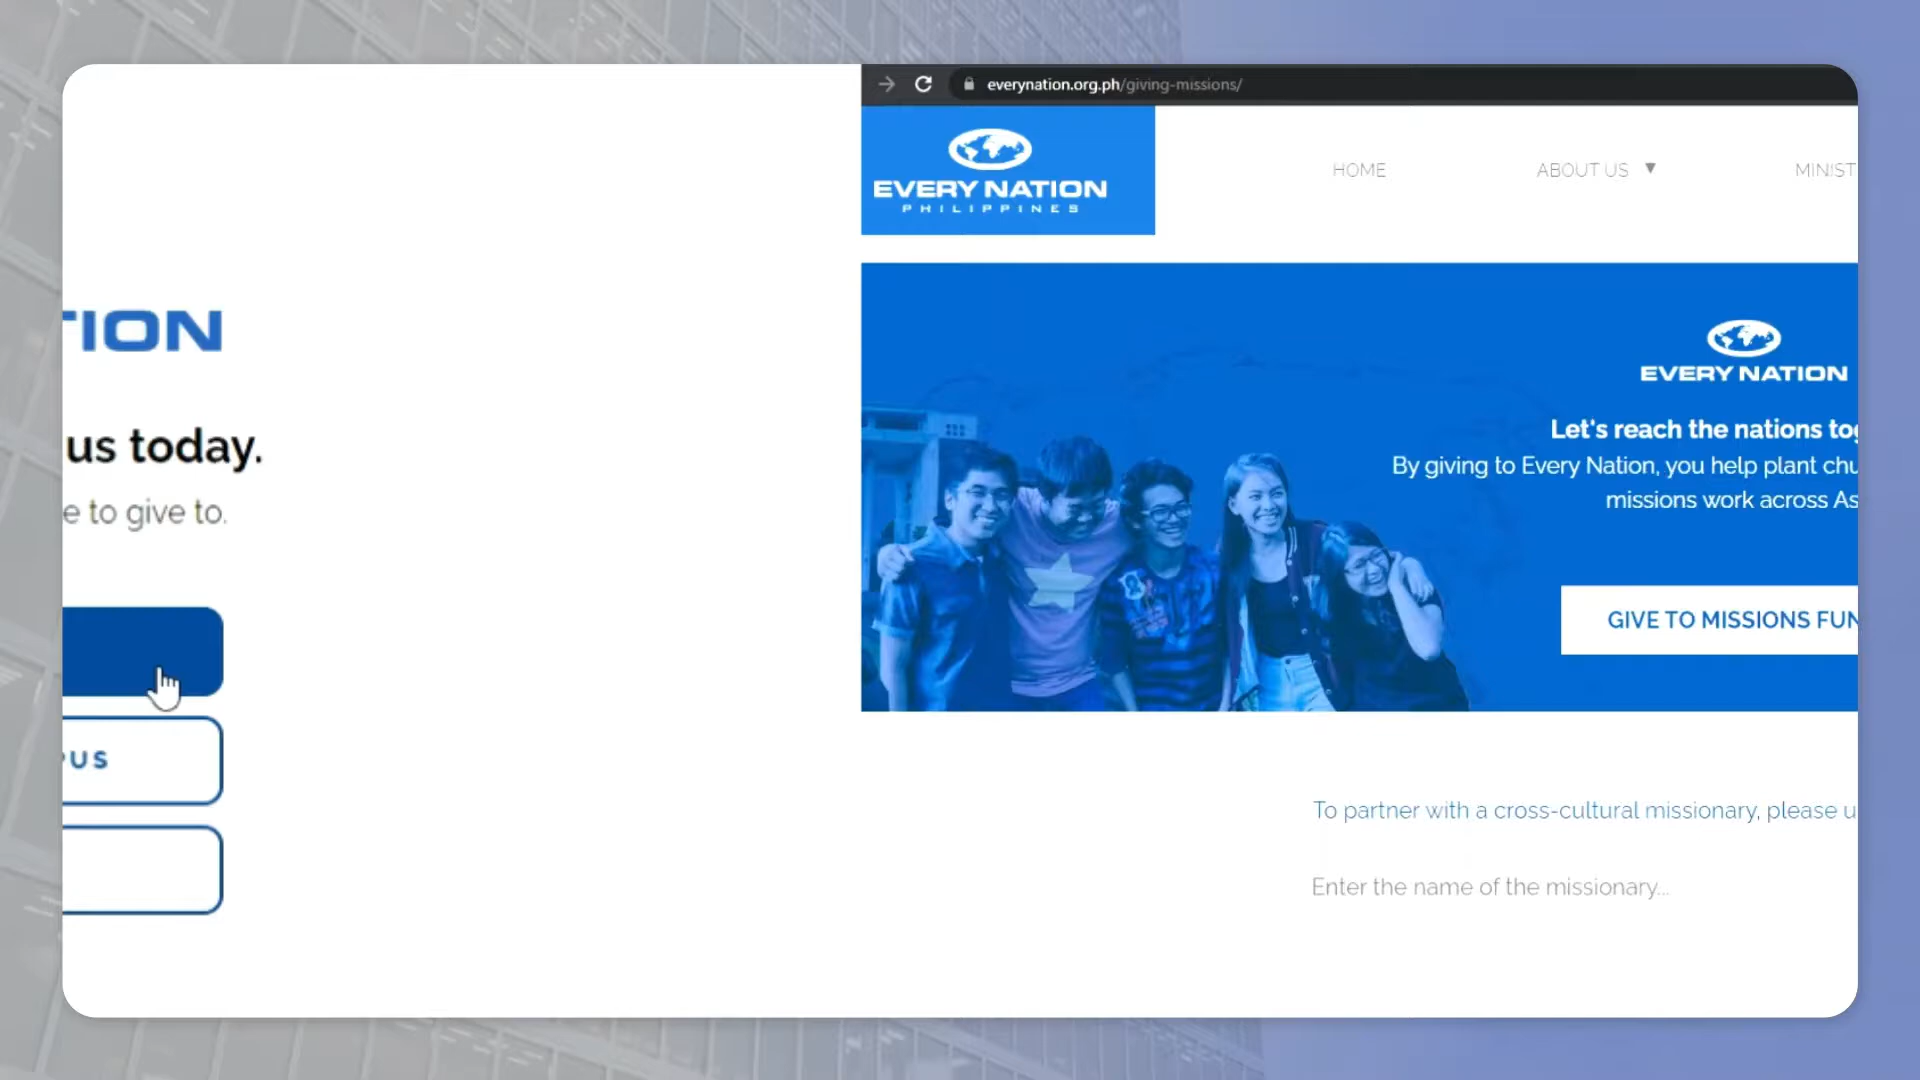 TION
us today.
e to give to.
PUS
everynation.org.ph/giving-missions/
EVERY NATION
PHILIPPINES
HOME
ABOUT US
MINIST
EVERY NATION
Let's reach the nations tog
By giving to Every Nation, you help plant chu
missions work across As
GIVE TO MISSIONS FUN
To partner with a cross-cultural missionary, please u
Enter the name of the missionary...